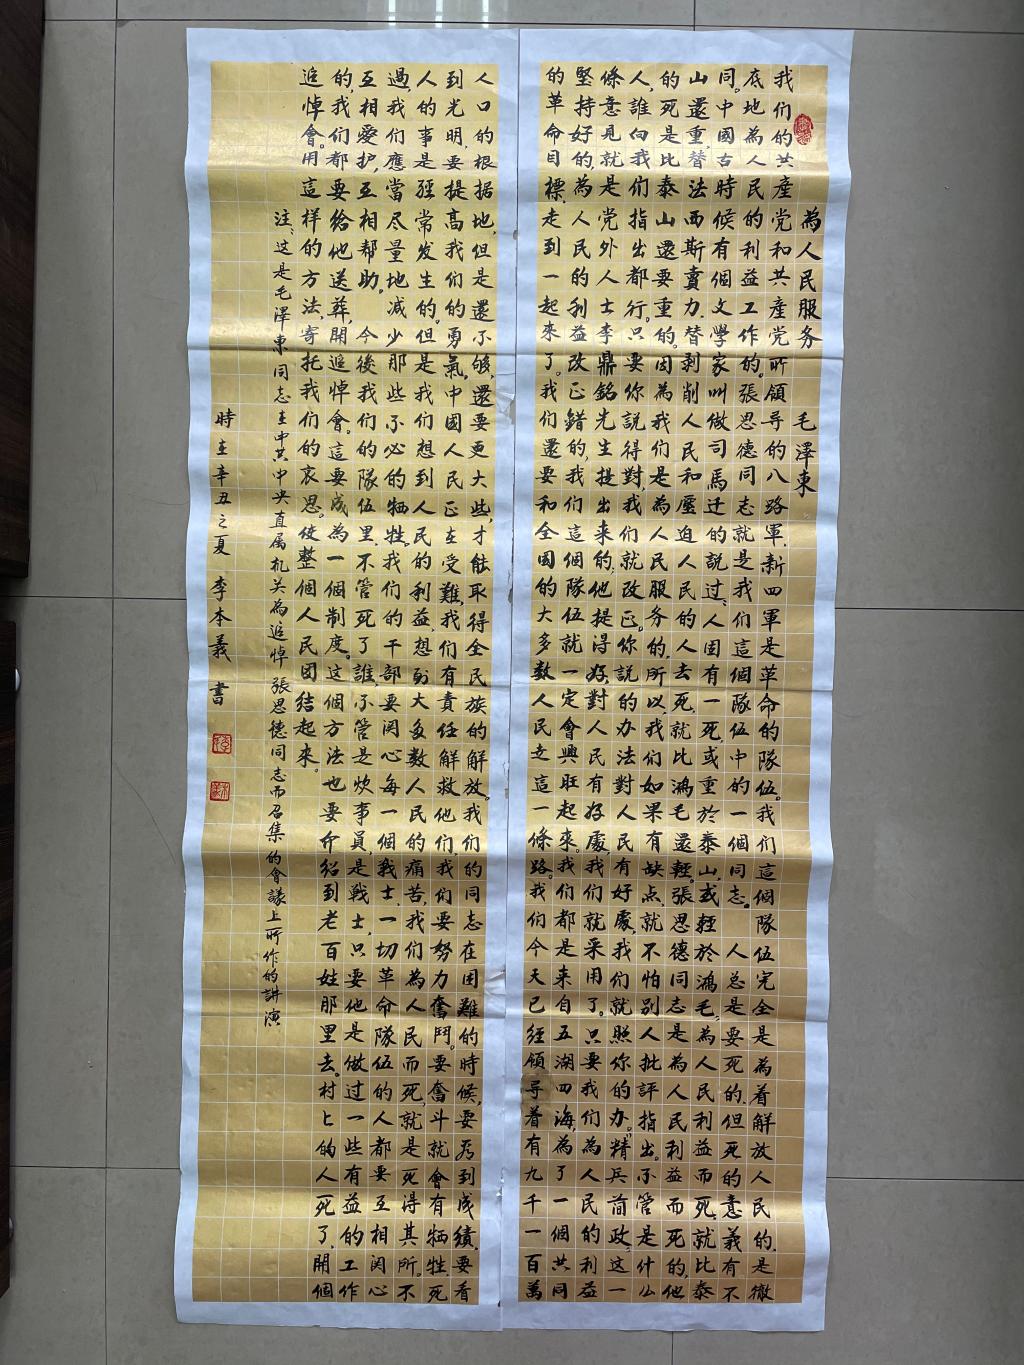 為人民服务 毛澤東
我们的共產党和共產党所領导的八路軍.新四軍是革命的隊伍。我们這個隊伍完全是為着解放人民的.是徹
底地為人民的利益工作的。張思德同志就是我们這個隊伍中的一個同志。 人总是要死的.但死的意義有不
同。中國古時候有個文學家叫做司馬迁的説过:人固有一死.或重於泰山,或輕於鴻毛。為人民利益而死.就比泰
山還重,替法西斯賣力.替剥削人民和壓迫人民的人去死,就比鴻毛還輕。張思德同志是為人民利益而死的,他
的死是比泰山還要重的。因為我们是為人民服务的,所以,我们如果有缺点,就不怕别人批評指出。不管是什么
人,誰向我们指出都行。只要你説得對,我们就改正。你説的办法對人民有好處,我们就照你的办。"精兵简政"这一
條意見就是党外人士李鼎銘先生提出来的,他提得好,對人民有好處,我们就采用了。只要我们為人民的利益
堅持好的,為人民的利益改正錯的,我们這個隊伍就一定會興旺起來。我们都是来自五湖四海,為了一個共同
的革命目標.走到一起来了。我们還要和全国的大多数人民走這一條路。我们今天已经領导着有九千一百萬
人口的根据地,但是還不够,還要更大些,才能取得全民族的解放。我们的同志在困難的時候,要看到成績.要看
到光明,要提高我们的勇氣。中國人民正在受難,我们有責任解救他们,我们要努力奮鬥。要奮斗就會有牺牲死
人的事是經常发生的。但是我们想到人民的利益,想到大多数人民的痛苦,我们為人民而死,就是死得其所。不
過,我们應當尽量地减少那些不必的牺牲。我们的干部要関心每一個战士,一切革命隊伍的人都要互相関心
互相愛护,互相帮助。 今後我们的隊伍里.不管死了誰,不管是炊事員,是戰士,只要他是做过一些有益的工作
的,我们都要給他送葬,開追悼會。這要成為一個制度。这個方法也要介绍到老百姓那里去。村上的人死了,開個
追悼會。用這样的方法,寄托我们的哀思,使整個人民团結起來。
注:这是毛澤東同志在中共中央直属机关為追悼張思德同志而召集的會議上所作的讲演
時在辛丑之夏 李本義 書